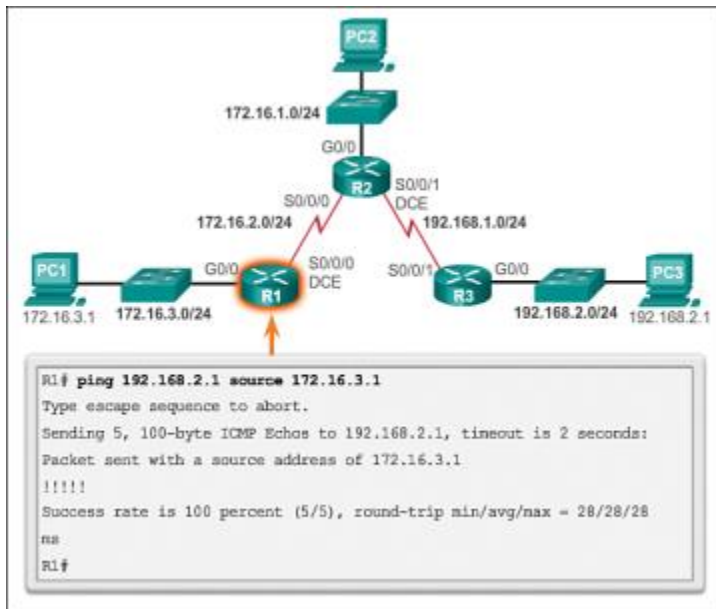 PC2
172.16.1.0/24
G0/0
R2
S0/0/0
S0/0/1
DCE
172.16.2.0/24
192.168.1.0/24
PC1
G0/0
S0/0/0
DCE
R1
S0/0/1
R3
G0/0
PC3
172.16.3.1
172.16.3.0/24
192.168.2.0/24
192.168.2.1
R1# ping 192.168.2.1 source 172.16.3.1
Type escape sequence to abort.
Sending 5, 100-byte ICMP Echos to 192.168.2.1, timeout is 2 seconds:
Packet sent with a source address of 172.16.3.1
!!!!!
Success rate is 100 percent (5/5), round-trip min/avg/max = 28/28/28
ms
R1#